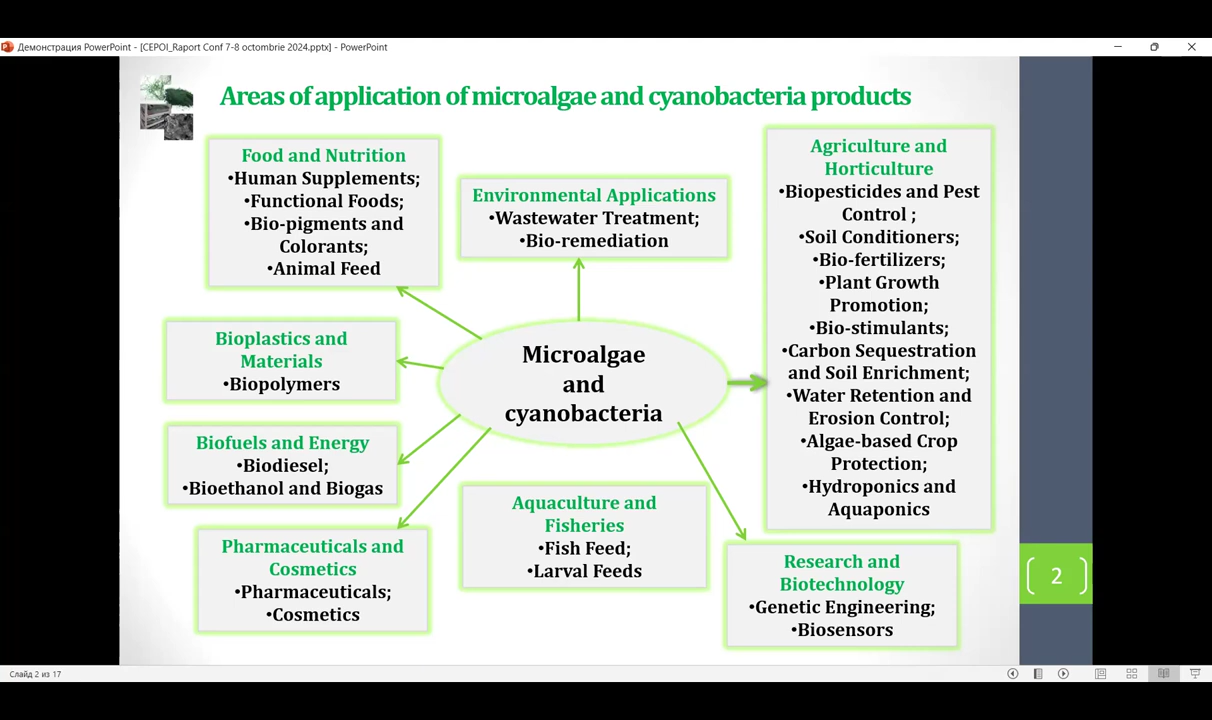 Демонстрация PowerPoint - [CEPOI_Raport Conf 7-8 octombrie 2024.pptx] - PowerPoint
Areas of application of microalgae and cyanobacteria products
Food and Nutrition
•Human Supplements;
•Functional Foods;
•Bio-pigments and
Colorants;
•Animal Feed
Environmental Applications
•Wastewater Treatment;
•Bio-remediation
Agriculture and
Horticulture
•Biopesticides and Pest
Control ;
•Soil Conditioners;
•Bio-fertilizers;
•Plant Growth
Promotion;
•Bio-stimulants;
•Carbon Sequestration
and Soil Enrichment;
•Water Retention and
Erosion Control;
•Algae-based Crop
Protection;
•Hydroponics and
Aquaponics
Bioplastics and
Materials
•Biopolymers
Microalgae
and
cyanobacteria
Biofuels and Energy
•Biodiesel;
•Bioethanol and Biogas
Aquaculture and
Fisheries
•Fish Feed;
•Larval Feeds
Pharmaceuticals and
Cosmetics
•Pharmaceuticals;
•Cosmetics
Research and
Biotechnology
•Genetic Engineering;
•Biosensors
2
Слайд 2 из 17